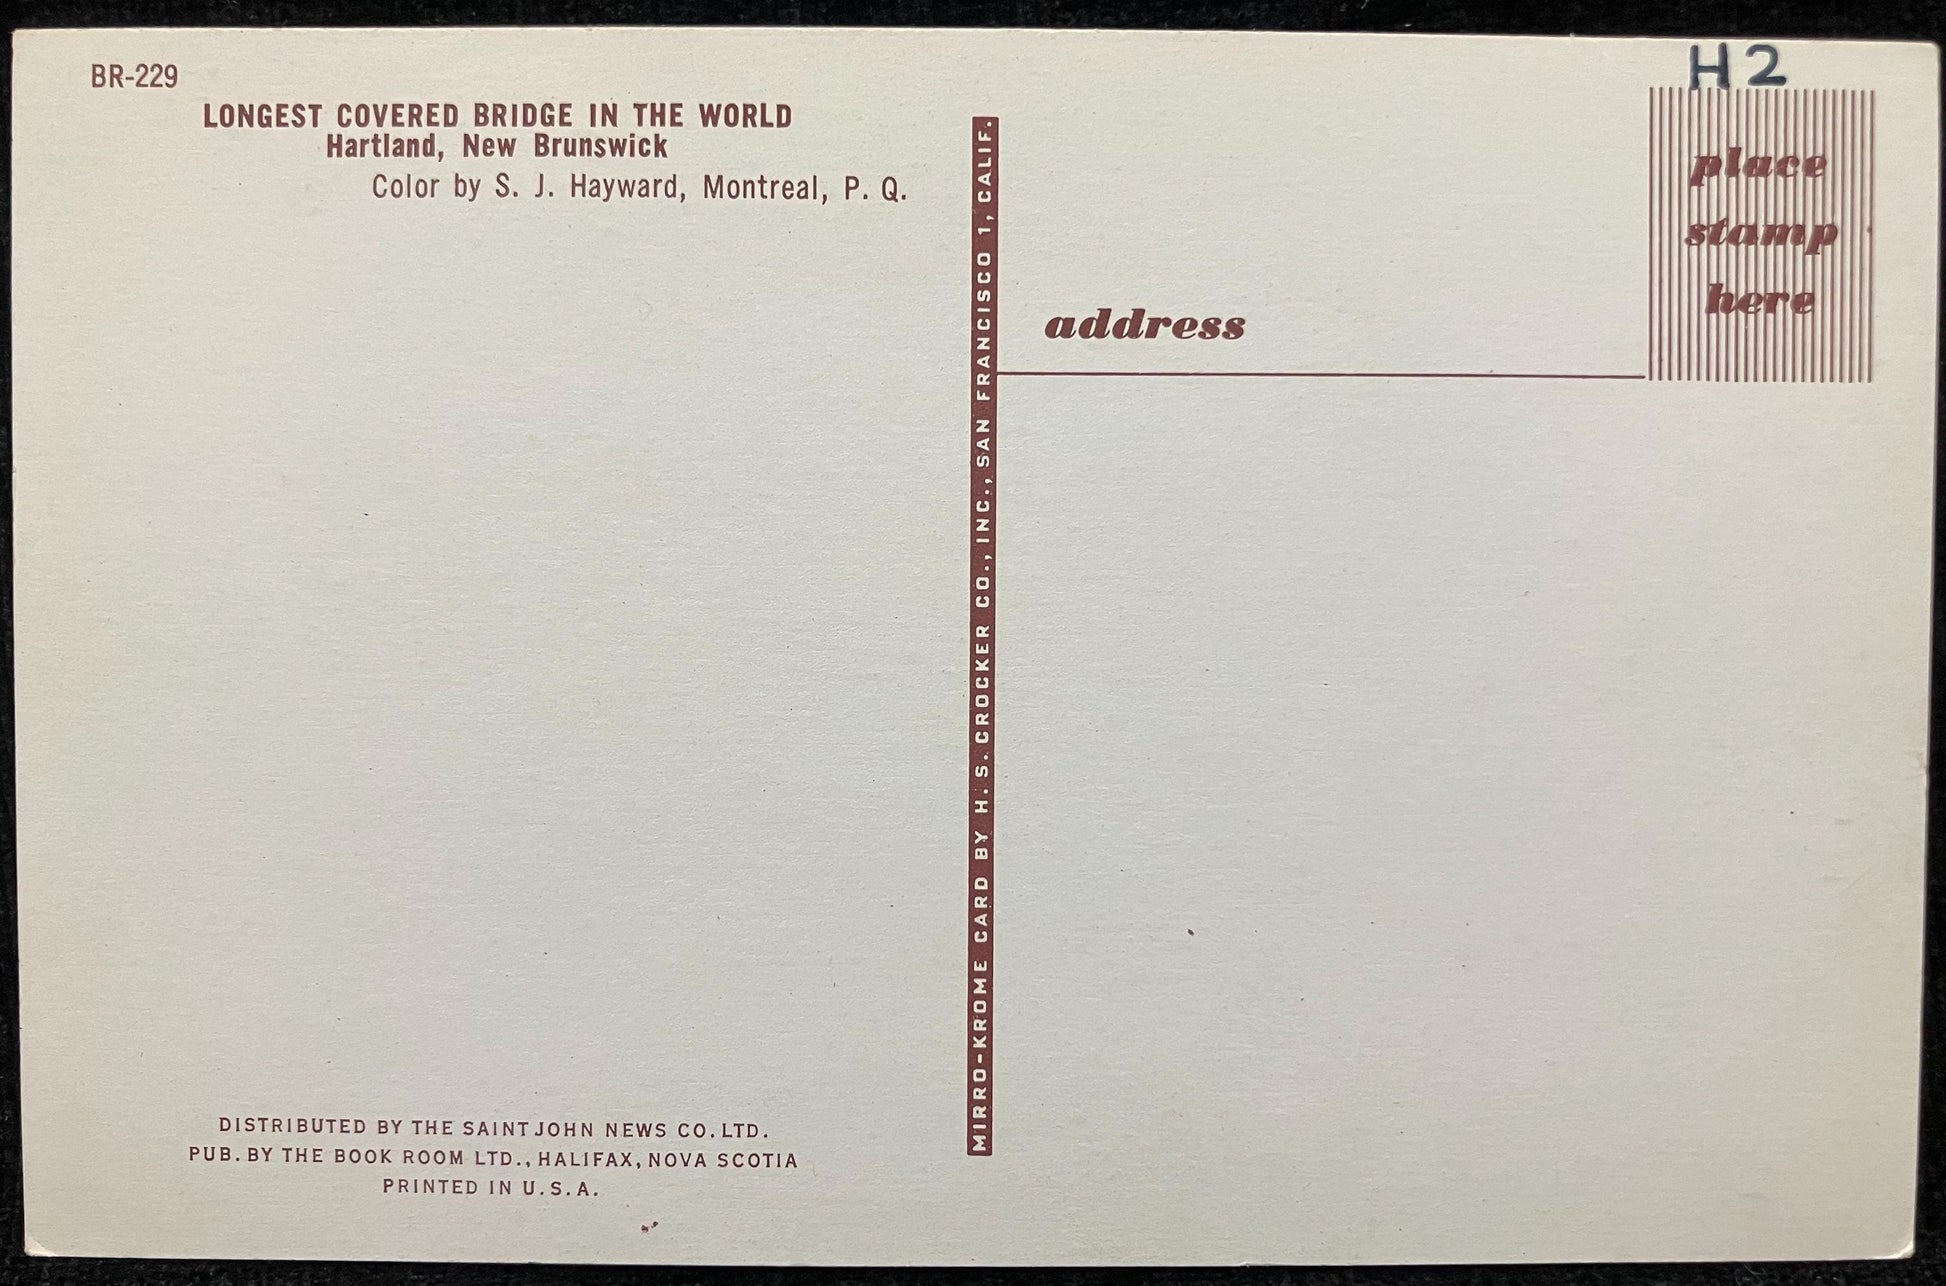 BR-229
LONGEST COVERED BRIDGE IN THE WORLD
Hartland, New Brunswick
Color by S. J. Hayward, Montreal, P. Q.
DISTRIBUTED BY THE SAINT JOHN NEWS CO. LTD.
PUB. BY THE BOOK ROOM LTD., HALIFAX, NOVA SCOTIA
PRINTED IN U. S. A.
MIRRO-KROME CARD BY H. S. CROCKER CO., INC., SAN FRANCISCO 1, CALIF.
H2
place
stamp
here
address